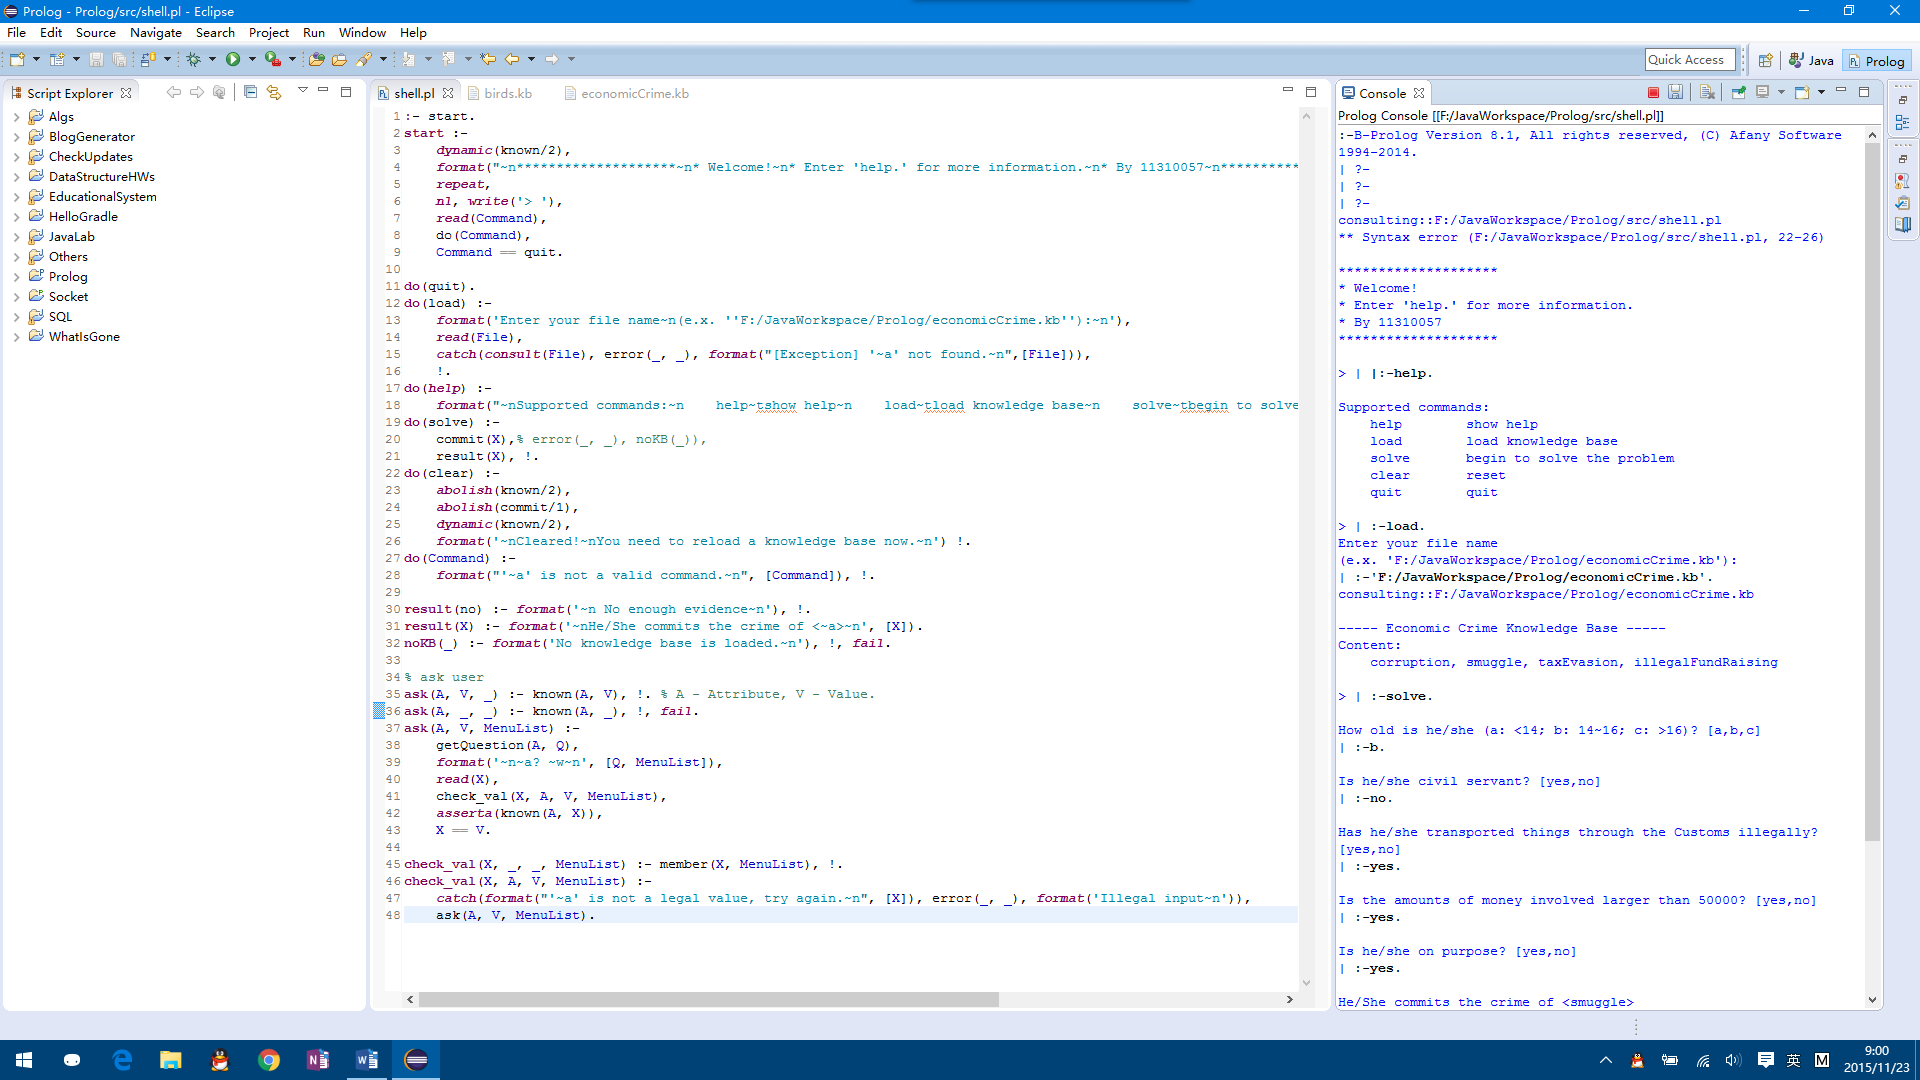 Prolog - Prolog/src/shell.pl - Eclipse
File Edit Source Navigate Search Project Run Window Help
Quick Access
Java
Prolog
Script Explorer
Algs
BlogGenerator
CheckUpdates
DataStructureHWs
EducationalSystem
HelloGradle
JavaLab
Others
Prolog
Socket
SQL
WhatIsGone
shell.pl birds.kb economicCrime.kb
1 :- start.
2 start :-
3     dynamic(known/2),
4     format("~n********************~n* Welcome!~n* Enter 'help.' for more information.~n* By 11310057~n**********
5     repeat,
6     nl, write('> '),
7     read(Command),
8     do(Command),
9     Command == quit.
10
11 do(quit).
12 do(load) :-
13     format('Enter your file name~n(e.x. ''F:/JavaWorkspace/Prolog/economicCrime.kb''):~n'),
14     read(File),
15     catch(consult(File), error(_, _), format("[Exception] '~a' not found.~n",[File])),
16     !.
17 do(help) :-
18     format("~nSupported commands:~n    help~tshow help~n    load~tload knowledge base~n    solve~tbegin to solve
19 do(solve) :-
20     commit(X),% error(_, _), noKB(_)),
21     result(X), !.
22 do(clear) :-
23     abolish(known/2),
24     abolish(commit/1),
25     dynamic(known/2),
26     format('~nCleared!~nYou need to reload a knowledge base now.~n') !.
27 do(Command) :-
28     format("'~a' is not a valid command.~n", [Command]), !.
29
30 result(no) :- format('~n No enough evidence~n'), !.
31 result(X) :- format('~nHe/She commits the crime of <~a>~n', [X]).
32 noKB(_) :- format('No knowledge base is loaded.~n'), !, fail.
33
34 % ask user
35 ask(A, V, _) :- known(A, V), !. % A - Attribute, V - Value.
36 ask(A, _, _) :- known(A, _), !, fail.
37 ask(A, V, MenuList) :-
38     getQuestion(A, Q),
39     format('~n~a? ~w~n', [Q, MenuList]),
40     read(X),
41     check_val(X, A, V, MenuList),
42     asserta(known(A, X)),
43     X == V.
44
45 check_val(X, _, _, MenuList) :- member(X, MenuList), !.
46 check_val(X, A, V, MenuList) :-
47     catch(format("'~a' is not a legal value, try again.~n", [X]), error(_, _), format('Illegal input~n')),
48     ask(A, V, MenuList).
Console
Prolog Console [[F:/JavaWorkspace/Prolog/src/shell.pl]]
:-B-Prolog Version 8.1, All rights reserved, (C) Afany Software
1994-2014.
| ?-
| ?-
| ?-
consulting::F:/JavaWorkspace/Prolog/src/shell.pl
** Syntax error (F:/JavaWorkspace/Prolog/src/shell.pl, 22-26)
********************
* Welcome!
* Enter 'help.' for more information.
* By 11310057
********************
> | |:-help.
Supported commands:
    help        show help
    load        load knowledge base
    solve       begin to solve the problem
    clear       reset
    quit        quit
> | :-load.
Enter your file name
(e.x. 'F:/JavaWorkspace/Prolog/economicCrime.kb'):
| :-'F:/JavaWorkspace/Prolog/economicCrime.kb'.
consulting::F:/JavaWorkspace/Prolog/economicCrime.kb
----- Economic Crime Knowledge Base -----
Content:
    corruption, smuggle, taxEvasion, illegalFundRaising
> | :-solve.
How old is he/she (a: <14; b: 14~16; c: >16)? [a,b,c]
| :-b.
Is he/she civil servant? [yes,no]
| :-no.
Has he/she transported things through the Customs illegally?
[yes,no]
| :-yes.
Is the amounts of money involved larger than 50000? [yes,no]
| :-yes.
Is he/she on purpose? [yes,no]
| :-yes.
He/She commits the crime of <smuggle>
英
M
9:00
2015/11/23